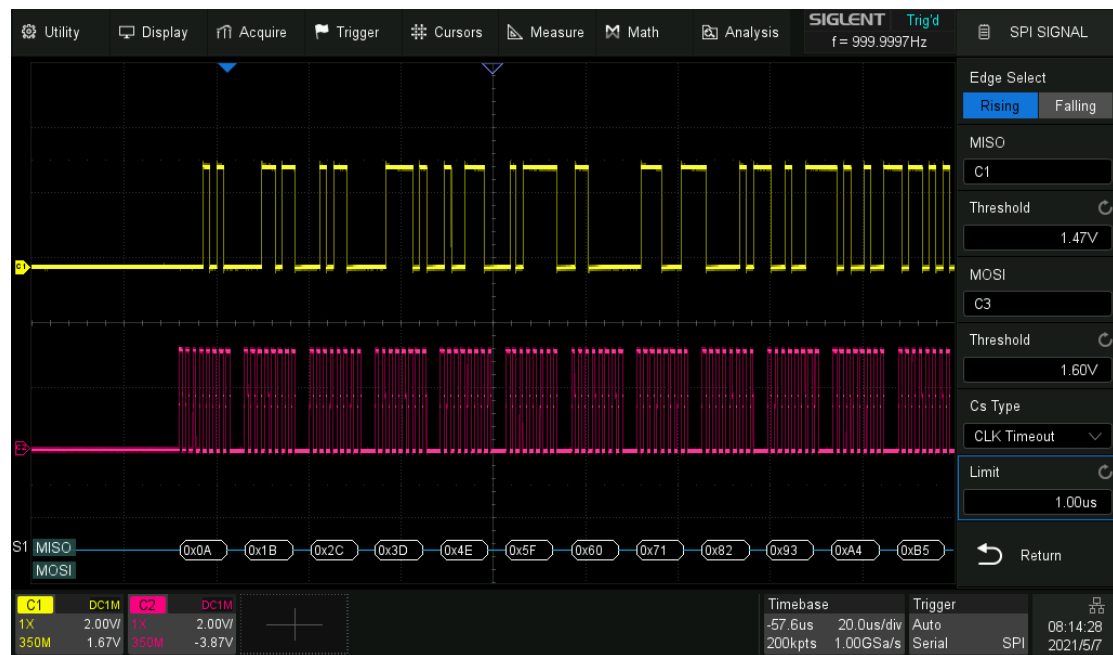 Utility Display Acquire Trigger Cursors Measure Math Analysis
SIGLENT Trig'd
f = 999.9997Hz
SPI SIGNAL
Edge Select
Rising Falling
MISO
C1
Threshold
1.47V
MOSI
C3
Threshold
1.60V
Cs Type
CLK Timeout
Limit
1.00us
Return
C1
C2
S1 MISO 0x0A 0x1B 0x2C 0x3D 0x4E 0x5F 0x60 0x71 0x82 0x93 0xA4 0xB5
MOSI
C1 DC1M
1X 2.00V/
350M 1.67V
C2 DC1M
1X 2.00V/
350M -3.87V
Timebase
-57.6us 20.0us/div
200kpts 1.00GSa/s
Trigger
Auto
Serial SPI
08:14:28
2021/5/7